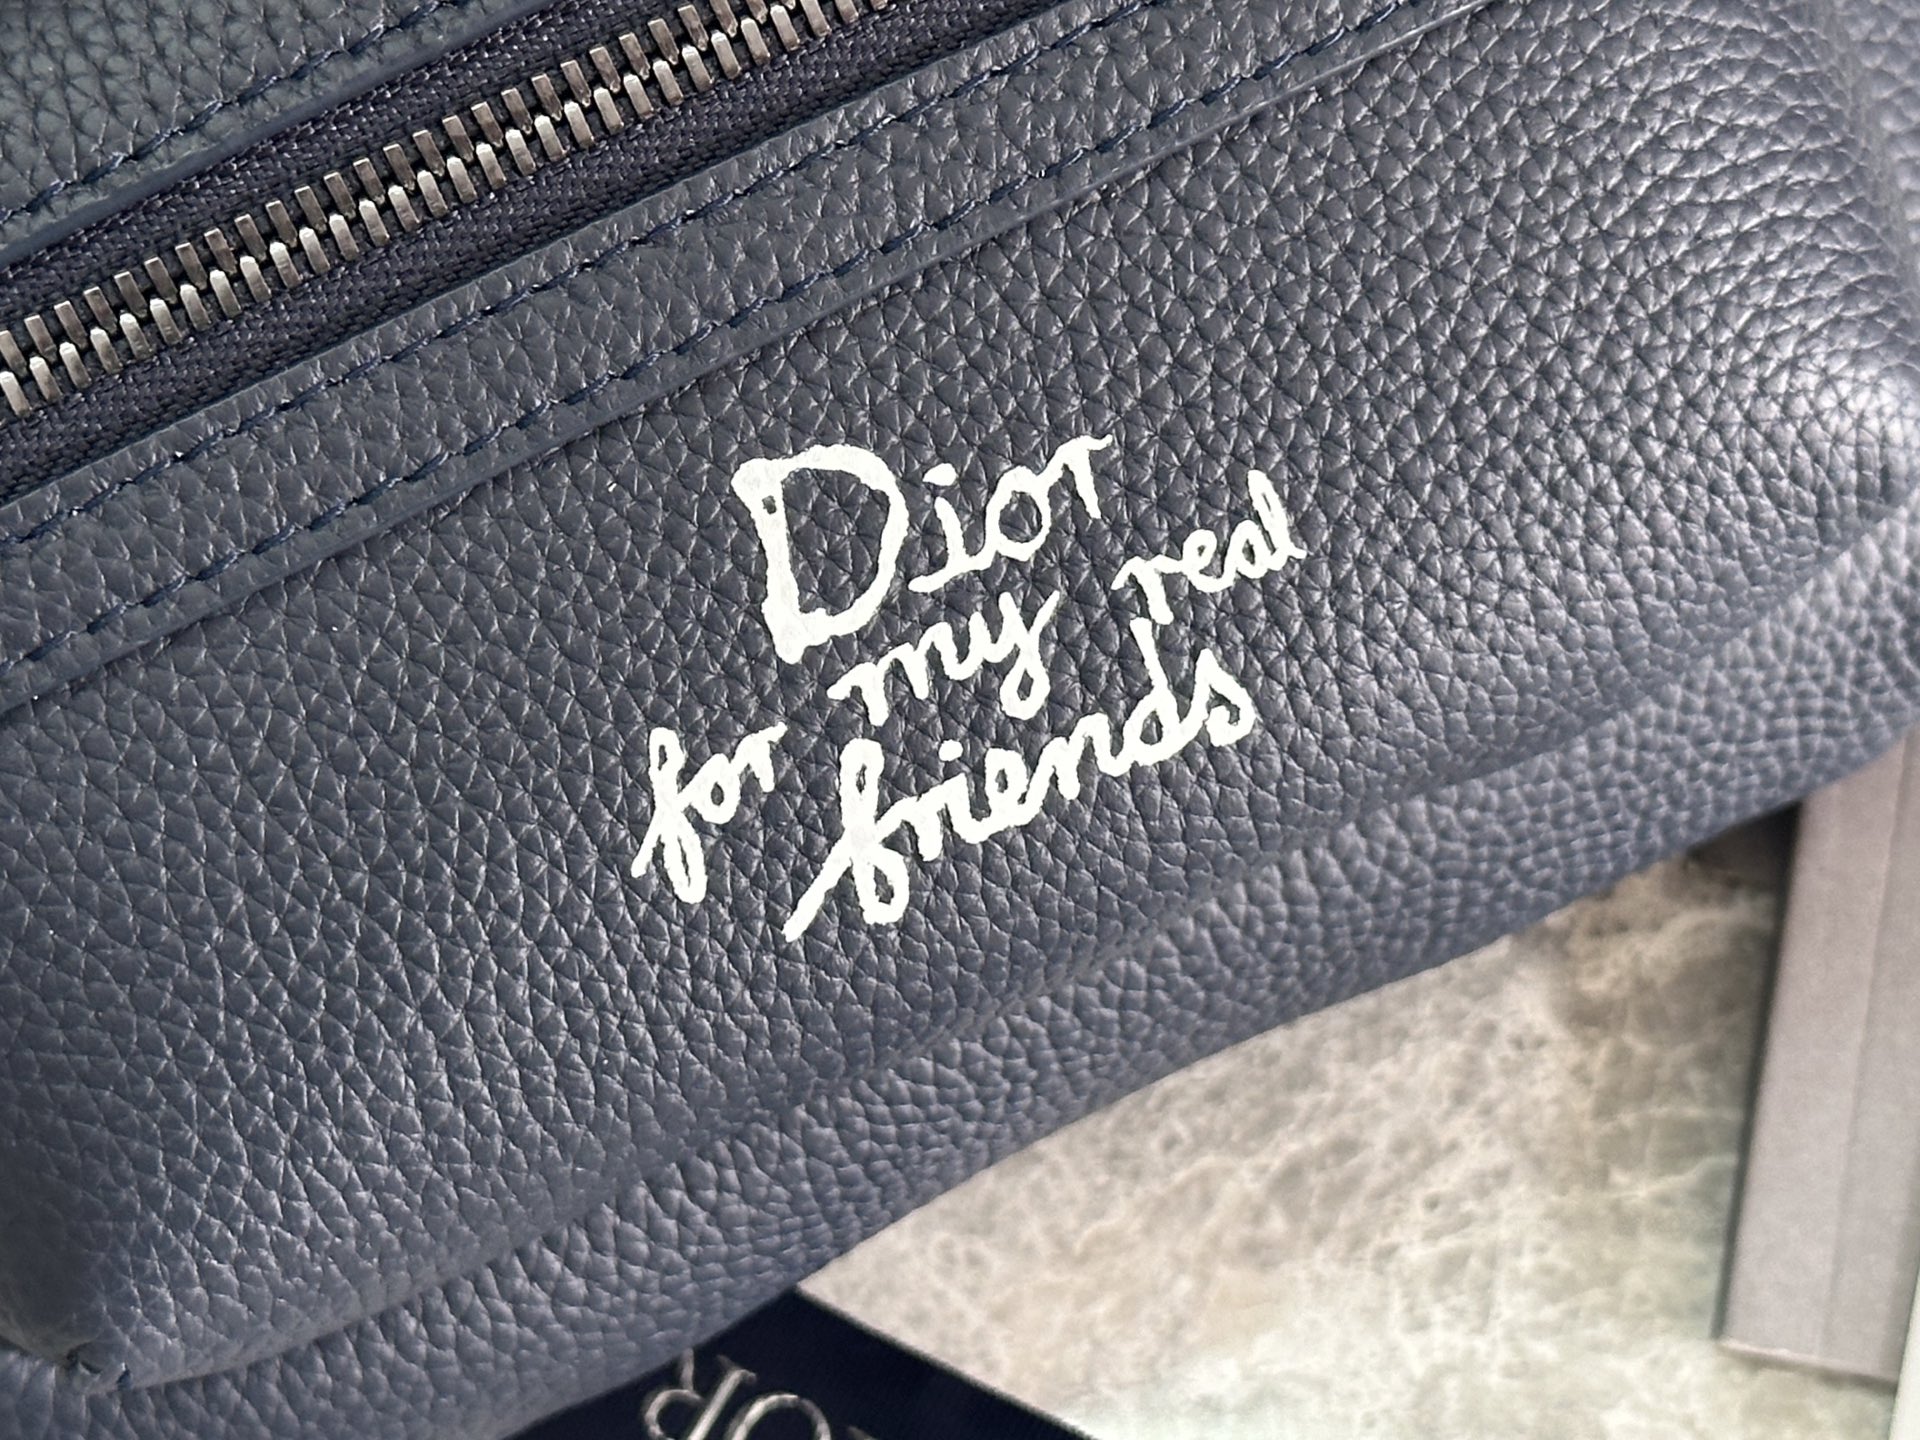 Dior
for my real
friends